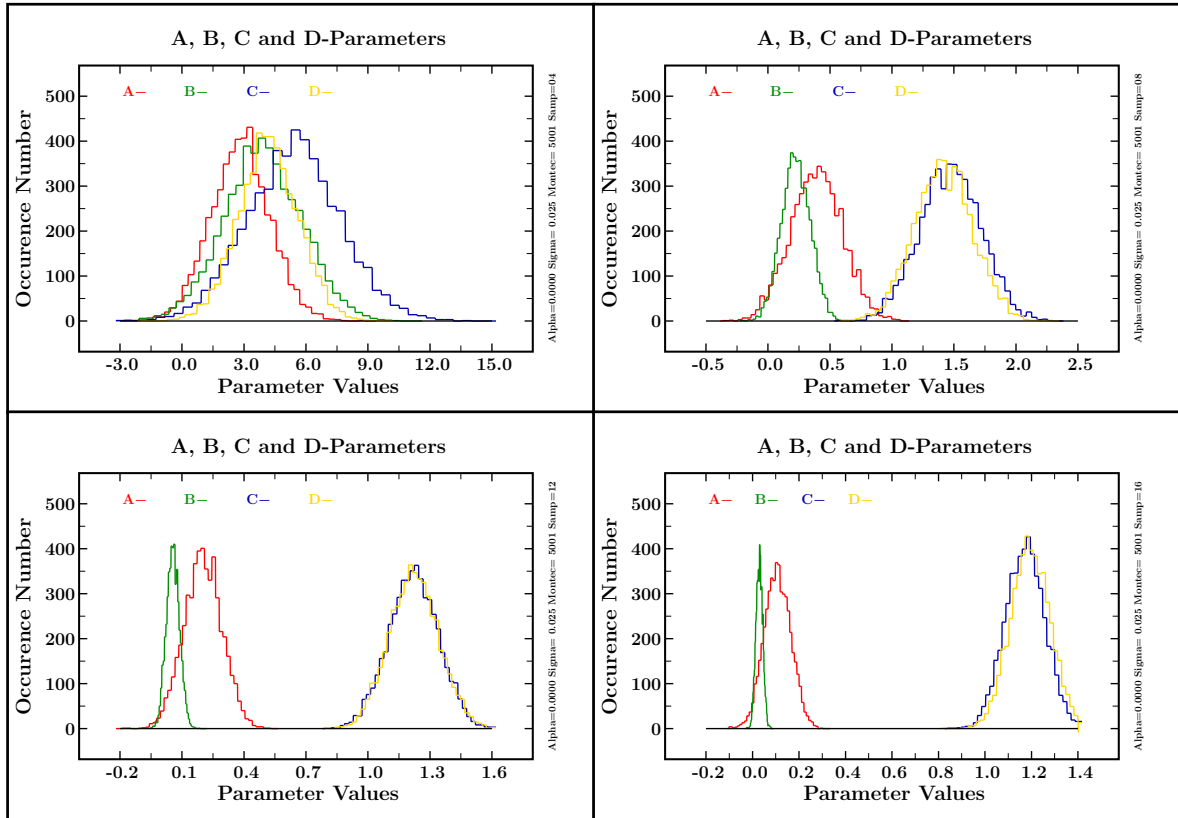 A, B, C and D-Parameters
A– B– C– D–
Occurence Number
500
400
300
200
100
0
-3.0 0.0 3.0 6.0 9.0 12.0 15.0
Parameter Values
Alpha=0.0000 Sigma= 0.025 Montec= 5001 Samp=04
A, B, C and D-Parameters
A– B– C– D–
Occurence Number
500
400
300
200
100
0
-0.5 0.0 0.5 1.0 1.5 2.0 2.5
Parameter Values
Alpha=0.0000 Sigma= 0.025 Montec= 5001 Samp=08
A, B, C and D-Parameters
A– B– C– D–
Occurence Number
500
400
300
200
100
0
-0.2 0.1 0.4 0.7 1.0 1.3 1.6
Parameter Values
Alpha=0.0000 Sigma= 0.025 Montec= 5001 Samp=12
A, B, C and D-Parameters
A– B– C– D–
Occurence Number
500
400
300
200
100
0
-0.2 0.0 0.2 0.4 0.6 0.8 1.0 1.2 1.4
Parameter Values
Alpha=0.0000 Sigma= 0.025 Montec= 5001 Samp=16